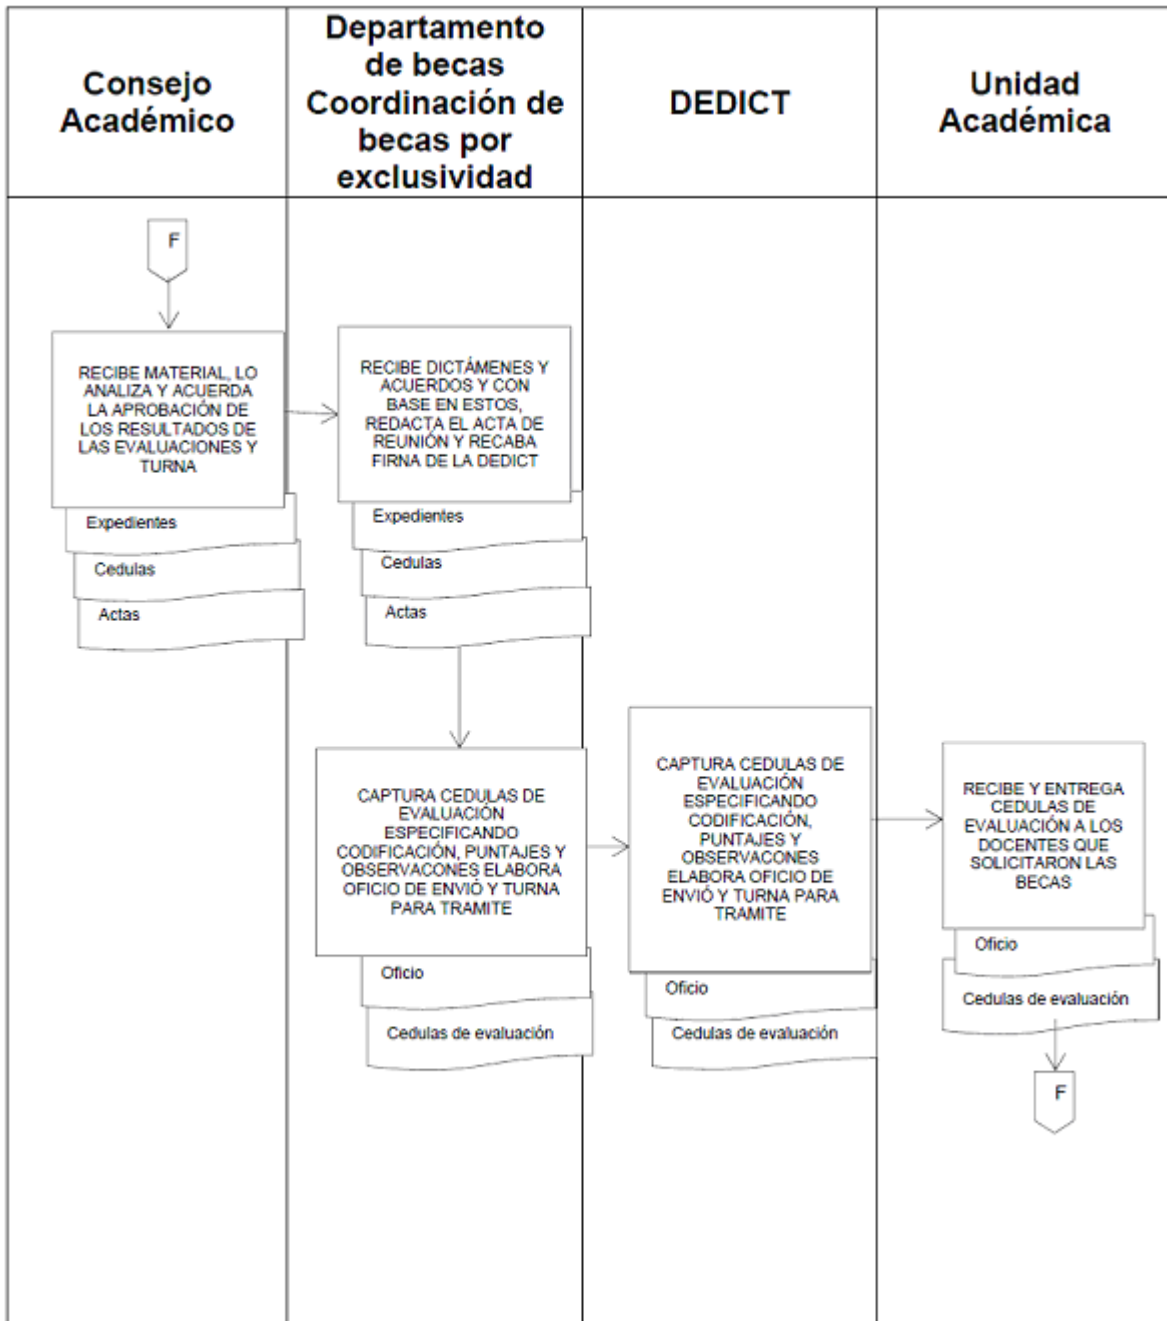 Consejo
Académico
Departamento
de becas
Coordinación de
becas por
exclusividad
DEDICT
Unidad
Académica
F
RECIBE MATERIAL, LO
ANALIZA Y ACUERDA
LA APROBACIÓN DE
LOS RESULTADOS DE
LAS EVALUACIONES Y
TURNA
Expedientes
Cedulas
Actas
RECIBE DICTÁMENES Y
ACUERDOS Y CON
BASE EN ESTOS,
REDACTA EL ACTA DE
REUNIÓN Y RECABA
FIRNA DE LA DEDICT
Expedientes
Cedulas
Actas
CAPTURA CEDULAS DE
EVALUACIÓN
ESPECIFICANDO
CODIFICACIÓN, PUNTAJES Y
OBSERVACONES ELABORA
OFICIO DE ENVIÓ Y TURNA
PARA TRAMITE
Oficio
Cedulas de evaluación
CAPTURA CEDULAS DE
EVALUACIÓN
ESPECIFICANDO
CODIFICACIÓN,
PUNTAJES Y
OBSERVACONES
ELABORA OFICIO DE
ENVIÓ Y TURNA PARA
TRAMITE
Oficio
Cedulas de evaluación
RECIBE Y ENTREGA
CEDULAS DE
EVALUACIÓN A LOS
DOCENTES QUE
SOLICITARON LAS
BECAS
Oficio
Cedulas de evaluación
F